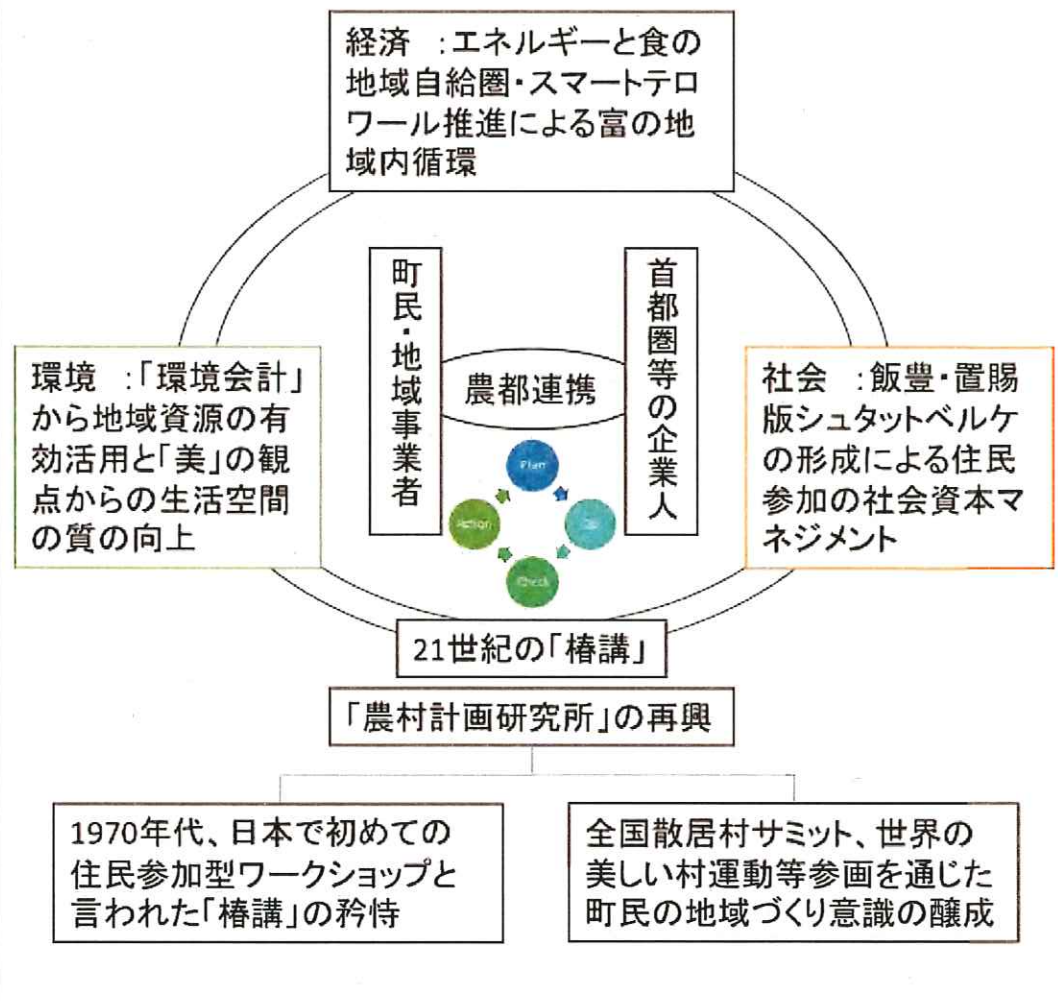 経済 :エネルギーと食の
地域自給圏・スマートテロ
ワール推進による富の地
域内循環
町民・地域事業者
首都圏等の企業人
農都連携
環境 :「環境会計」
から地域資源の有
効活用と「美」の観
点からの生活空間
の質の向上
社会 :飯豊・置賜
版シュタットベルケ
の形成による住民
参加の社会資本マ
ネジメント
Plan
Action
Do
Check
21世紀の「椿講」
「農村計画研究所」の再興
1970年代、日本で初めての
住民参加型ワークショップと
言われた「椿講」の矜恃
全国散居村サミット、世界の
美しい村運動等参画を通じた
町民の地域づくり意識の醸成